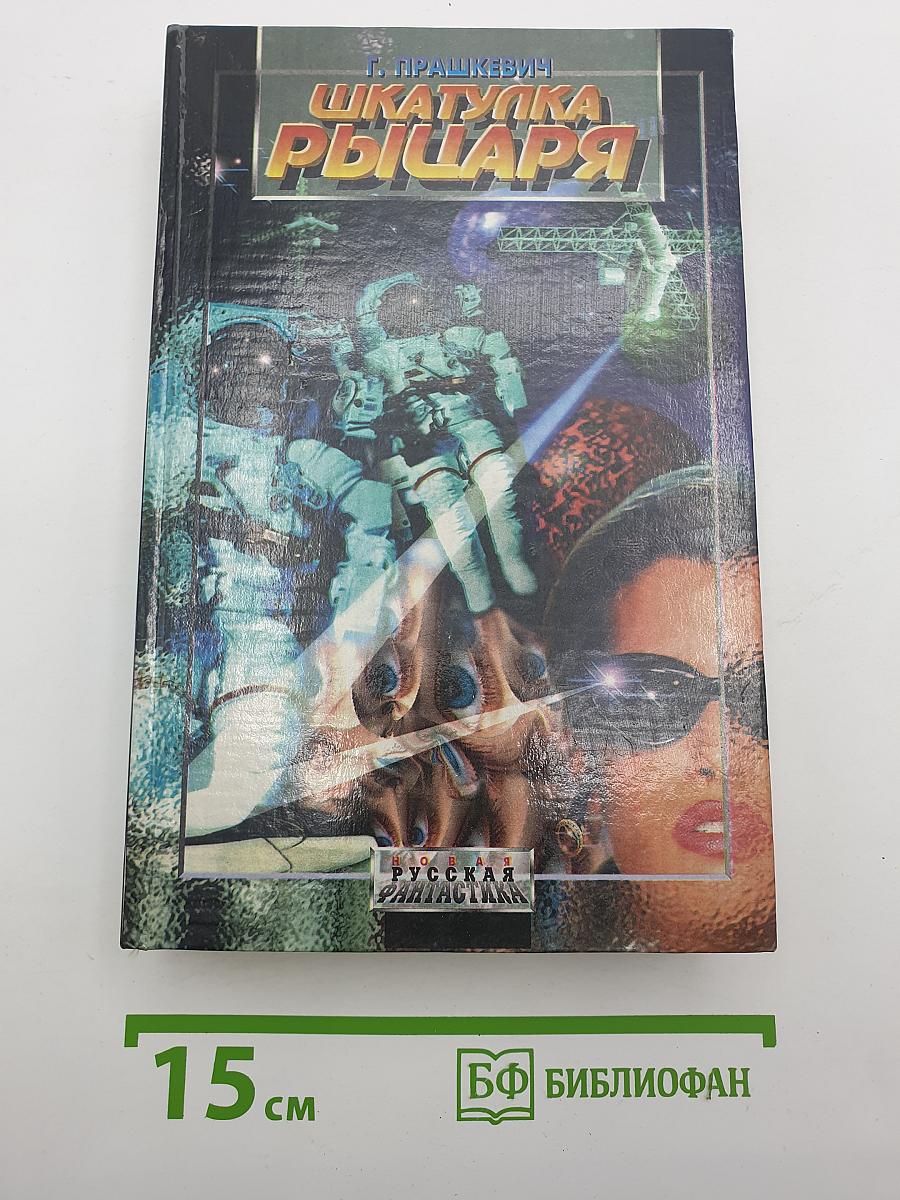 Г. ПРАШКЕВИЧ
ШКАТУЛКА
РЫЦАРЯ
НОВАЯ
РУССКАЯ
ФАНТАСТИКА
15 см
БФ БИБЛИОФАН